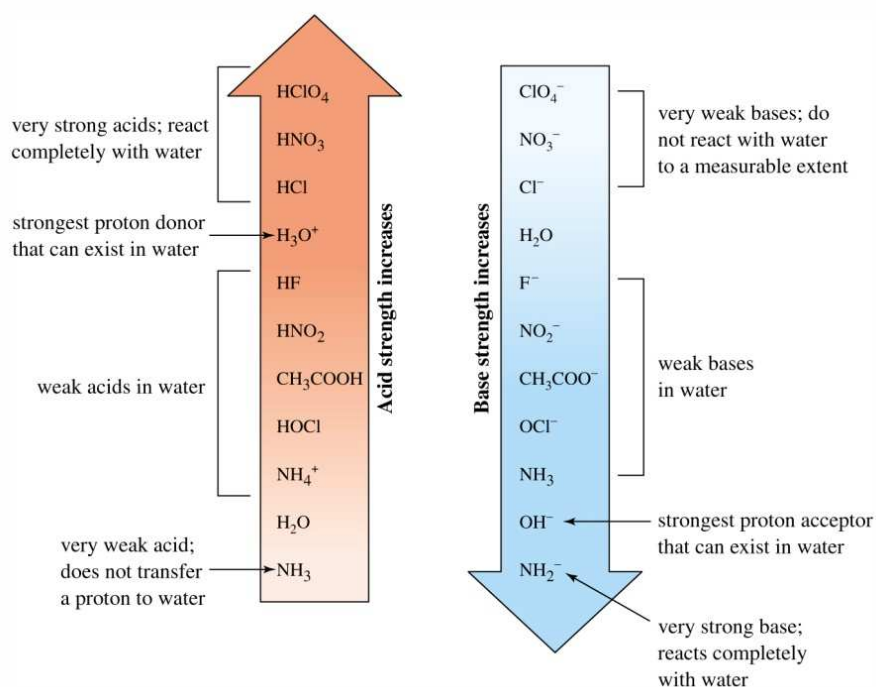 very strong acids; react
completely with water
strongest proton donor
that can exist in water
weak acids in water
very weak acid;
does not transfer
a proton to water
HClO₄
HNO₃
HCl
H₃O⁺
HF
HNO₂
CH₃COOH
HOCl
NH₄⁺
H₂O
NH₃
Acid strength increases
Base strength increases
ClO₄⁻
NO₃⁻
Cl⁻
H₂O
F⁻
NO₂⁻
CH₃COO⁻
OCl⁻
NH₃
OH⁻
NH₂⁻
very weak bases; do
not react with water
to a measurable extent
weak bases
in water
strongest proton acceptor
that can exist in water
very strong base;
reacts completely
with water